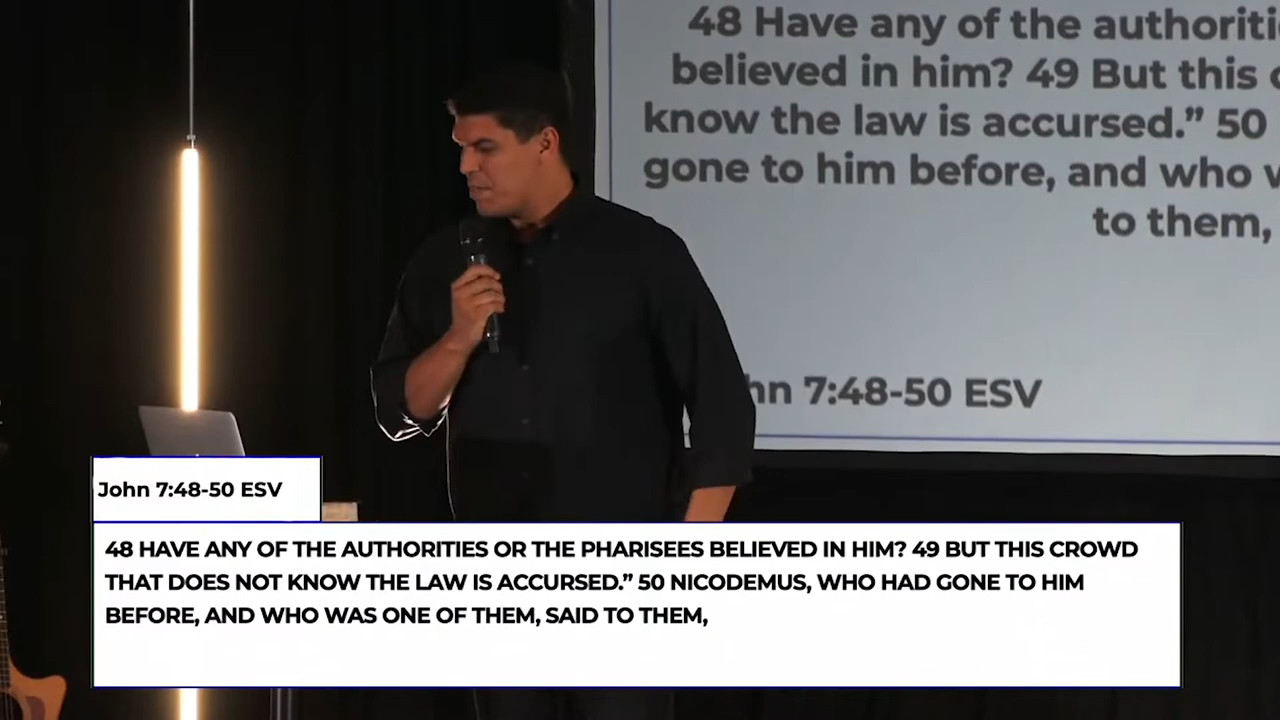 48 Have any of the
believed in him? 49 But this
know the law is accursed.” 50
gone to him before, and who
to them,
hn 7:48-50 ESV
John 7:48-50 ESV
48 HAVE ANY OF THE AUTHORITIES OR THE PHARISEES BELIEVED IN HIM? 49 BUT THIS CROWD
THAT DOES NOT KNOW THE LAW IS ACCURSED.” 50 NICODEMUS, WHO HAD GONE TO HIM
BEFORE, AND WHO WAS ONE OF THEM, SAID TO THEM,